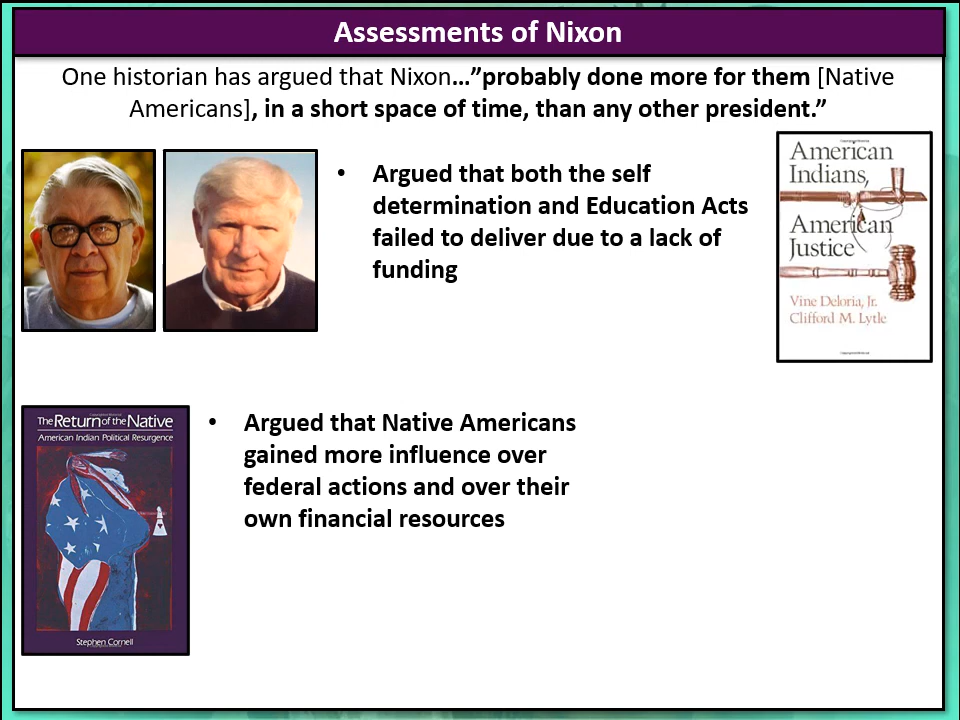 Assessments of Nixon
One historian has argued that Nixon…”probably done more for them [Native
Americans], in a short space of time, than any other president.”
• Argued that both the self
determination and Education Acts
failed to deliver due to a lack of
funding
American
Indians,
American
Justice
Vine Deloria, Jr.
Clifford M. Lytle
The Return of the Native
American Indian Political Resurgence
Stephen Cornell
• Argued that Native Americans
gained more influence over
federal actions and over their
own financial resources